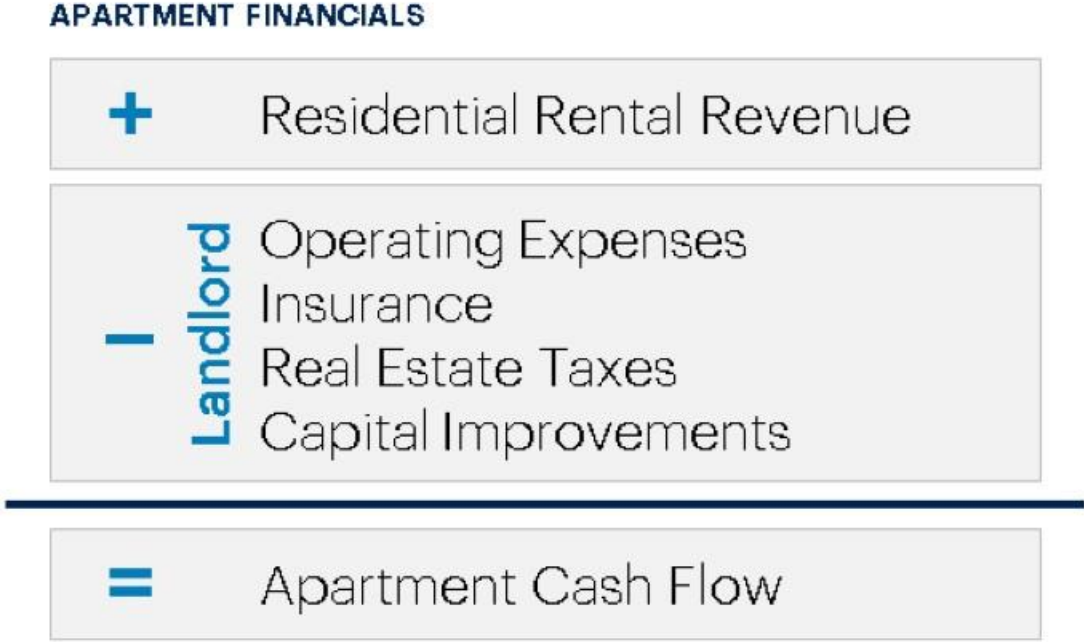 APARTMENT FINANCIALS
+ Residential Rental Revenue
− Landlord
Operating Expenses
Insurance
Real Estate Taxes
Capital Improvements
= Apartment Cash Flow